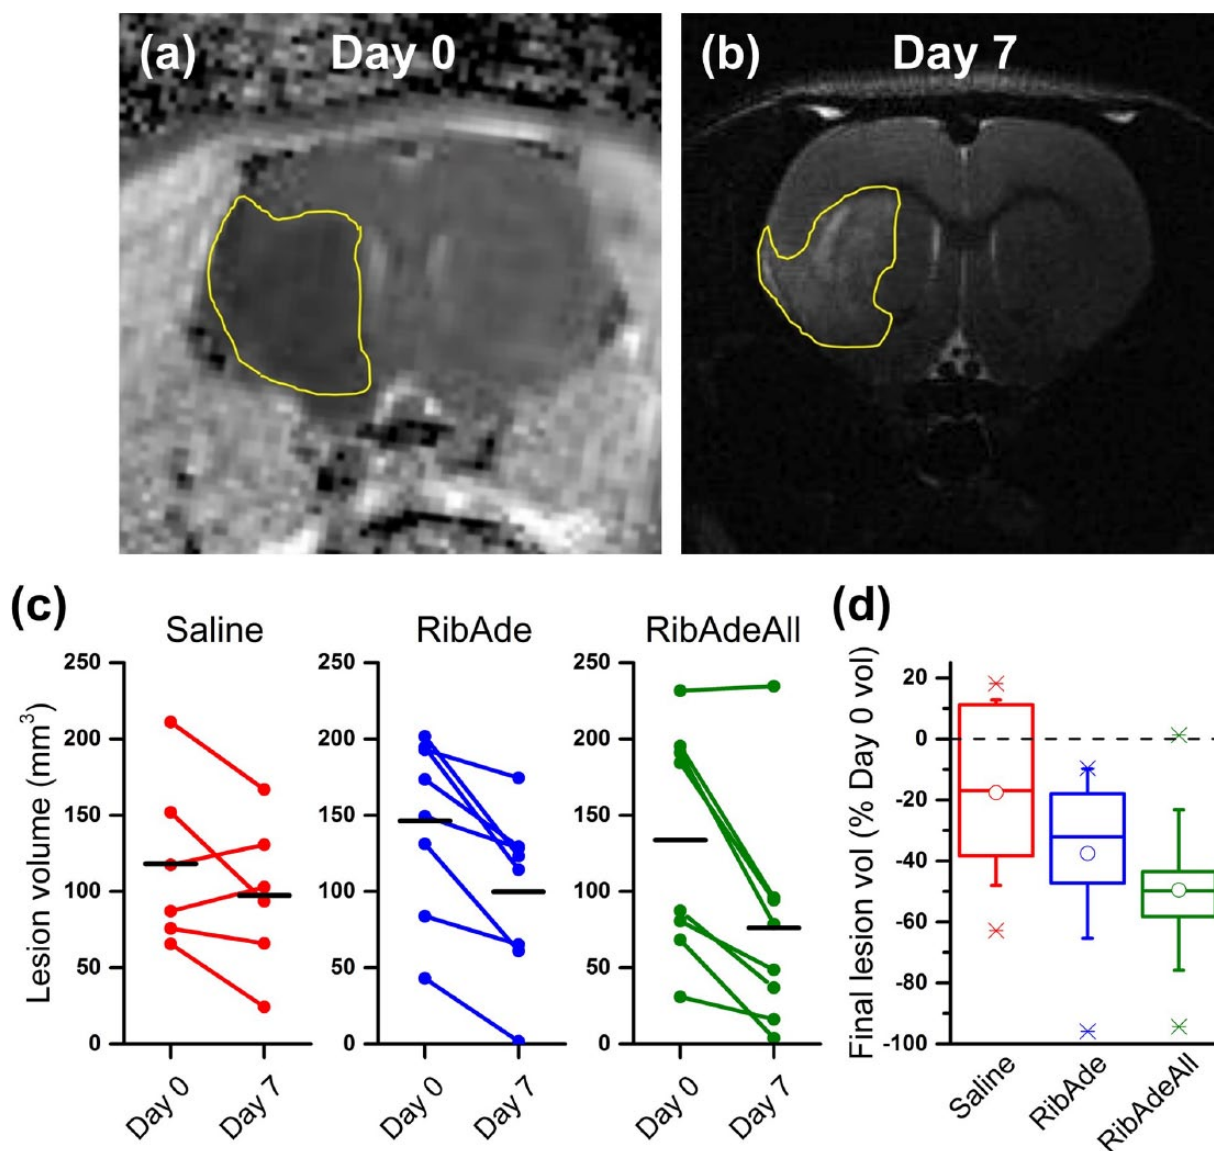 (a) Day 0
(b) Day 7
(c)
Saline
RibAde
RibAdeAll
Lesion volume (mm³)
250
200
150
100
50
0
Day 0
Day 7
250
200
150
100
50
0
Day 0
Day 7
250
200
150
100
50
0
Day 0
Day 7
(d)
Final lesion vol (% Day 0 vol)
20
0
-20
-40
-60
-80
-100
Saline
RibAde
RibAdeAll